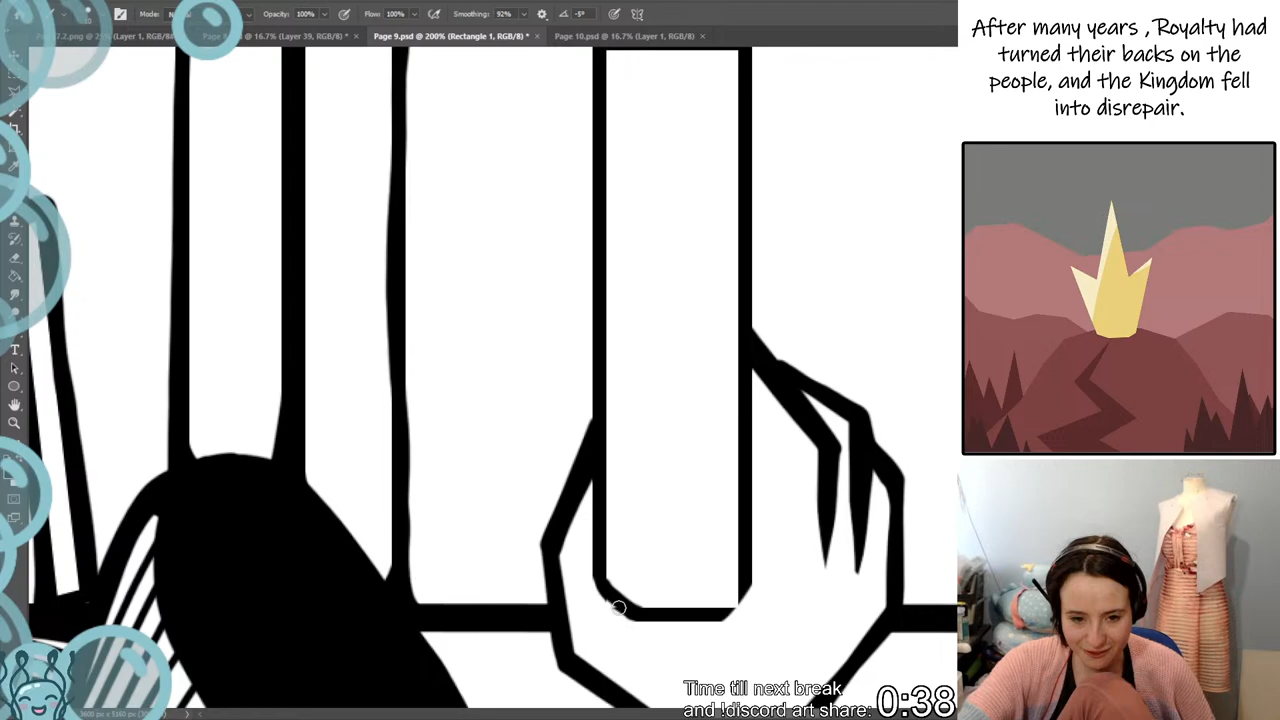 Mode:
Opacity: 100%
Flow: 100%
Smoothing: 92%
-5°
Page 9.psd @ 200% (Rectangle 1, RGB/8) *
Page 10.psd @ 16.7% (Layer 1, RGB/8)
After many years , Royalty had
turned their backs on the
people, and the Kingdom fell
into disrepair.
Time till next break
and !discord art share: 0:38